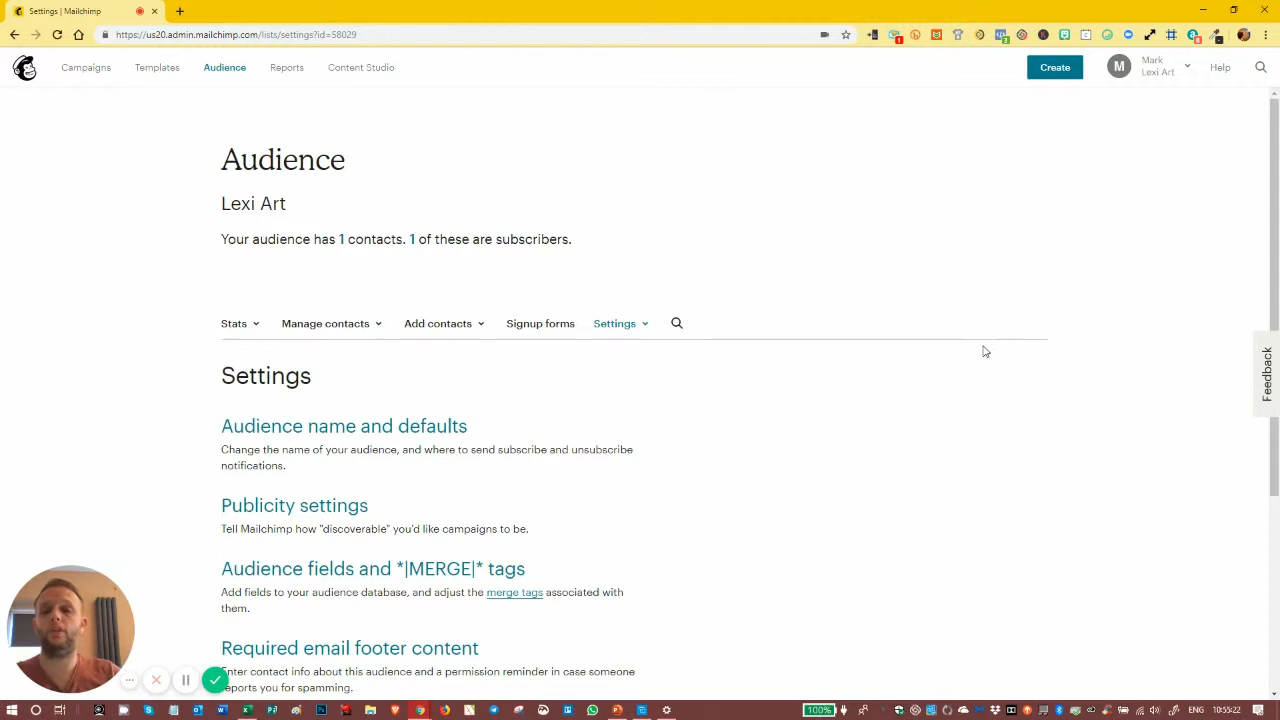 Settings | Mailchimp
https://us20.admin.mailchimp.com/lists/settings?id=58029
Campaigns
Templates
Audience
Reports
Content Studio
Create
M
Mark
Lexi Art
Help
Audience
Lexi Art
Your audience has 1 contacts. 1 of these are subscribers.
Stats
Manage contacts
Add contacts
Signup forms
Settings
Feedback
Settings
Audience name and defaults
Change the name of your audience, and where to send subscribe and unsubscribe
notifications.
Publicity settings
Tell Mailchimp how "discoverable" you'd like campaigns to be.
Audience fields and *|MERGE|* tags
Add fields to your audience database, and adjust the merge tags associated with
them.
Required email footer content
Enter contact info about this audience and a permission reminder in case someone
reports you for spamming.
100%
ENG
10:55:22